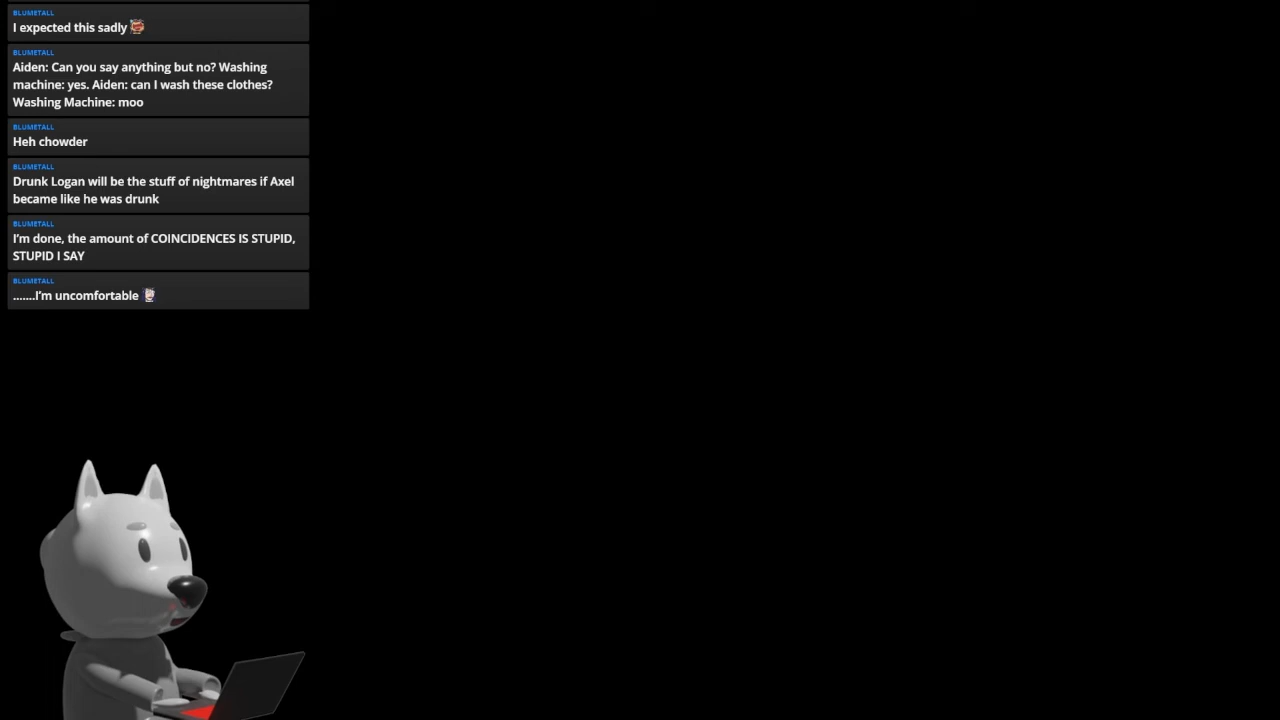 BLUMETALL
I expected this sadly
BLUMETALL
Aiden: Can you say anything but no? Washing
machine: yes. Aiden: can I wash these clothes?
Washing Machine: moo
BLUMETALL
Heh chowder
BLUMETALL
Drunk Logan will be the stuff of nightmares if Axel
became like he was drunk
BLUMETALL
I'm done, the amount of COINCIDENCES IS STUPID,
STUPID I SAY
BLUMETALL
.......I'm uncomfortable